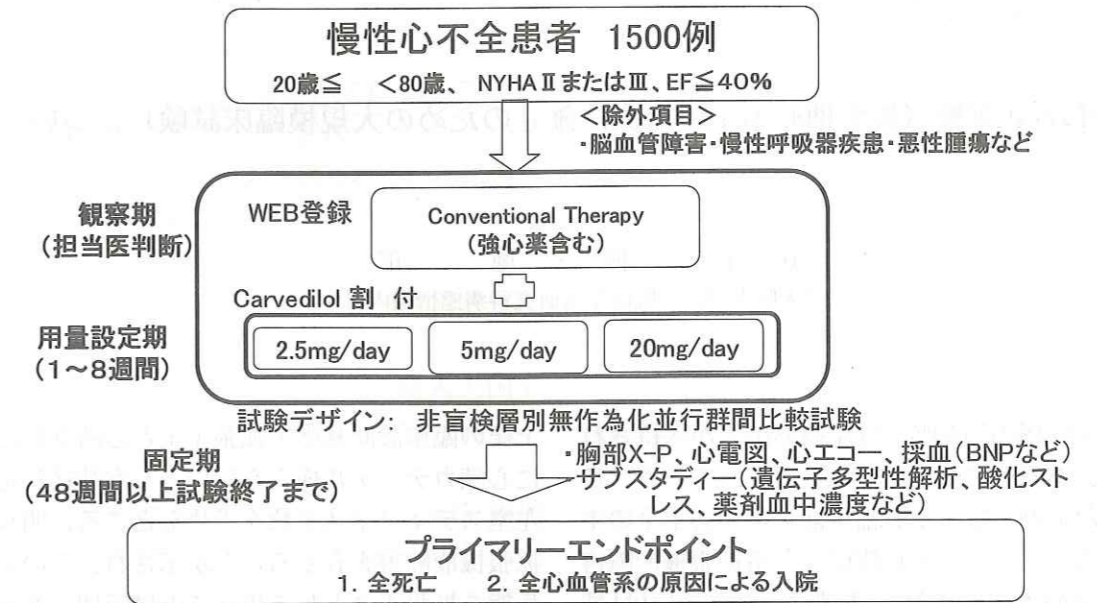 慢性心不全患者 1500例
20歳≦ <80歳、 NYHAⅡまたはⅢ、EF≦40%
<除外項目>
・脳血管障害・慢性呼吸器疾患・悪性腫瘍など
観察期
(担当医判断)
WEB登録
Conventional Therapy
(強心薬含む)
Carvedilol 割 付
用量設定期
(1～8週間)
2.5mg/day 5mg/day 20mg/day
試験デザイン: 非盲検層別無作為化並行群間比較試験
固定期
(48週間以上試験終了まで)
・胸部X-P、心電図、心エコー、採血(BNPなど)
・サブスタディー(遺伝子多型性解析、酸化スト
レス、薬剤血中濃度など)
プライマリーエンドポイント
1. 全死亡 2. 全心血管系の原因による入院